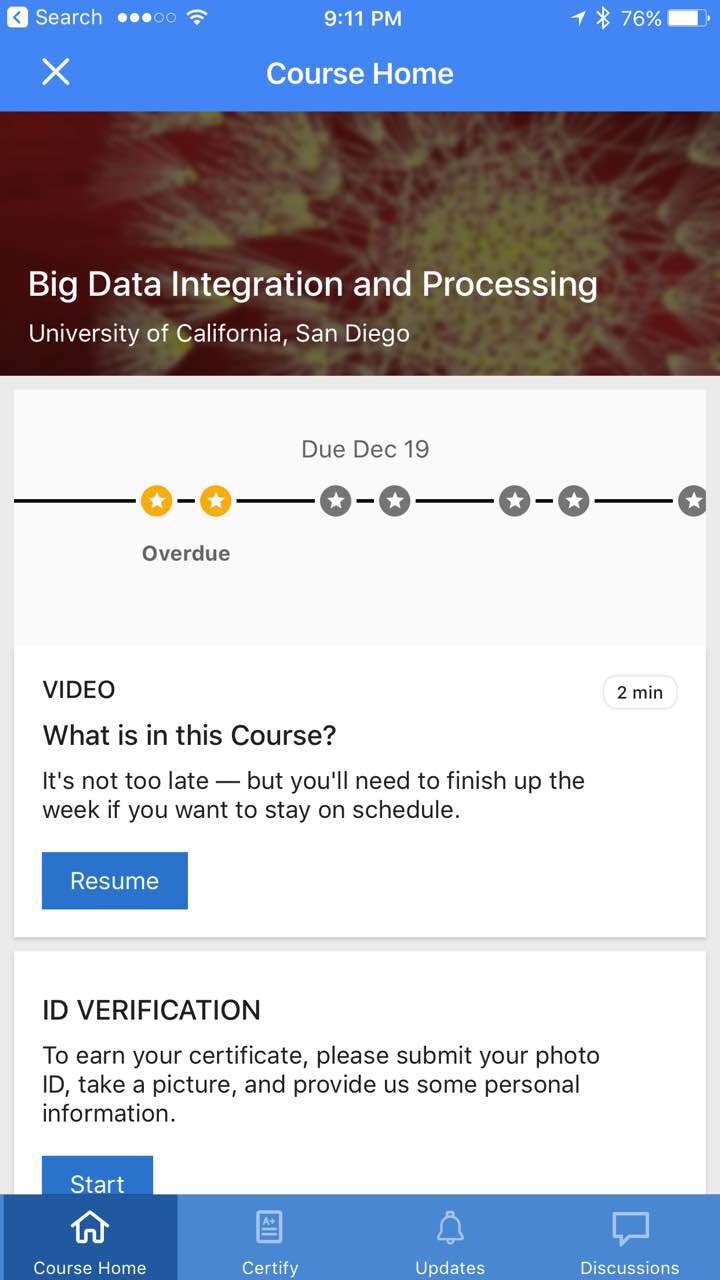 Search 9:11 PM 76%
Course Home
Big Data Integration and Processing
University of California, San Diego
Due Dec 19
Overdue
VIDEO 2 min
What is in this Course?
It's not too late — but you'll need to finish up the
week if you want to stay on schedule.
Resume
ID VERIFICATION
To earn your certificate, please submit your photo
ID, take a picture, and provide us some personal
information.
Start
A+
Course Home Certify Updates Discussions